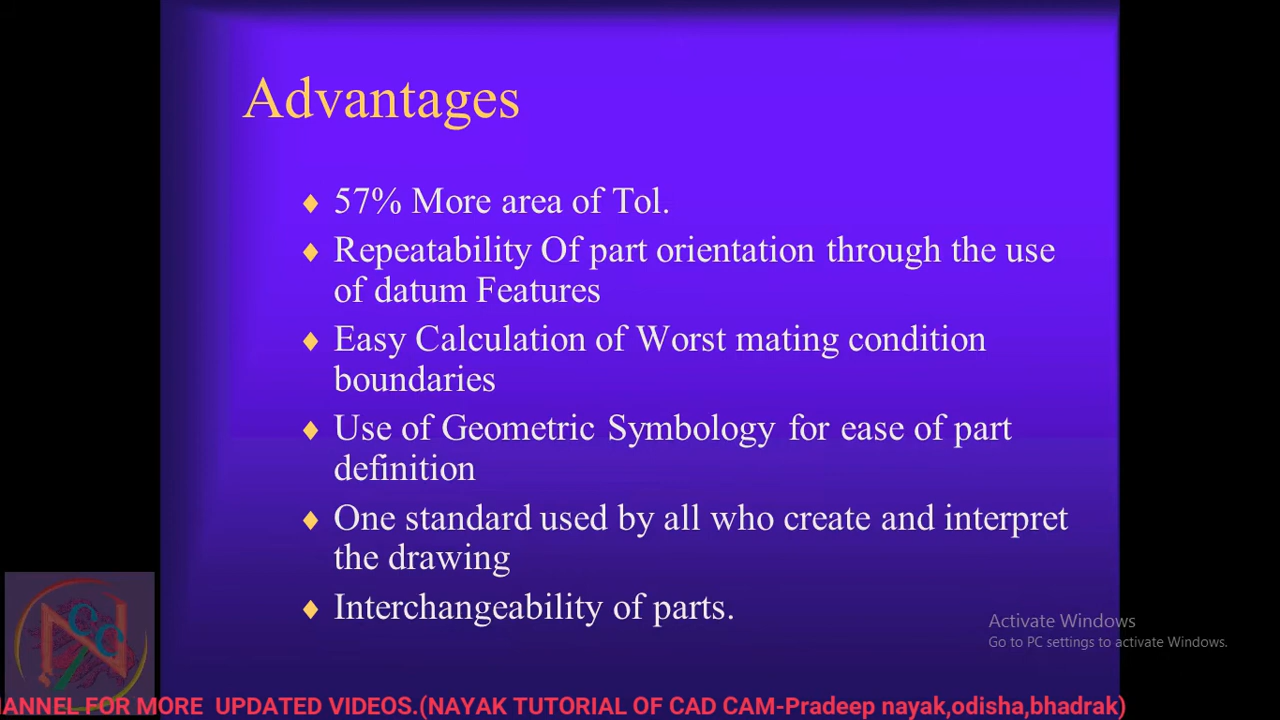 Advantages
57% More area of Tol.
Repeatability Of part orientation through the use
of datum Features
Easy Calculation of Worst mating condition
boundaries
Use of Geometric Symbology for ease of part
definition
One standard used by all who create and interpret
the drawing
Interchangeability of parts.
Activate Windows
Go to PC settings to activate Windows.
HANNEL FOR MORE UPDATED VIDEOS.(NAYAK TUTORIAL OF CAD CAM-Pradeep nayak,odisha,bhadrak)